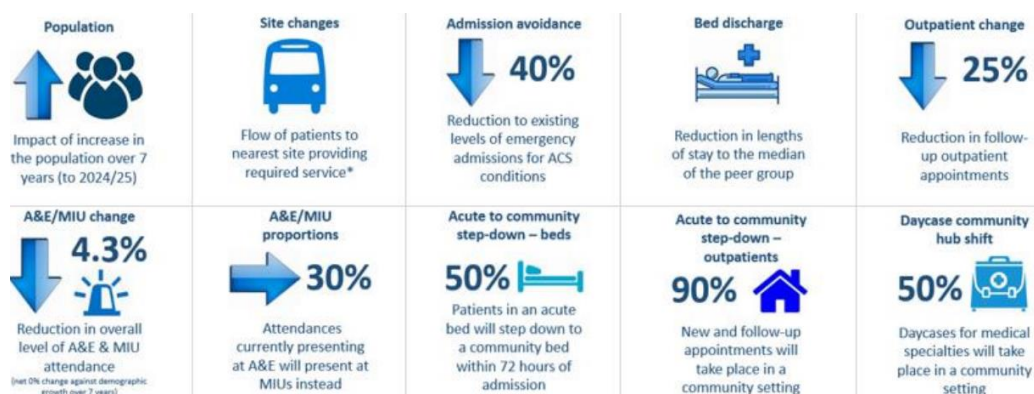 Population
Impact of increase in
the population over 7
years (to 2024/25)
Site changes
Flow of patients to
nearest site providing
required service*
Admission avoidance
40%
Reduction to existing
levels of emergency
admissions for ACS
conditions
Bed discharge
Reduction in lengths
of stay to the median
of the peer group
Outpatient change
25%
Reduction in follow-
up outpatient
appointments
A&E/MIU change
4.3%
Reduction in overall
level of A&E & MIU
attendance
(net 0% change against demographic
growth over 7 years)
A&E/MIU
proportions
30%
Attendances
currently presenting
at A&E will present at
MIUs instead
Acute to community
step-down – beds
50%
Patients in an acute
bed will step down to
a community bed
within 72 hours of
admission
Acute to community
step-down –
outpatients
90%
New and follow-up
appointments will
take place in a
community setting
Daycase community
hub shift
50%
Daycases for medical
specialties will take
place in a community
setting